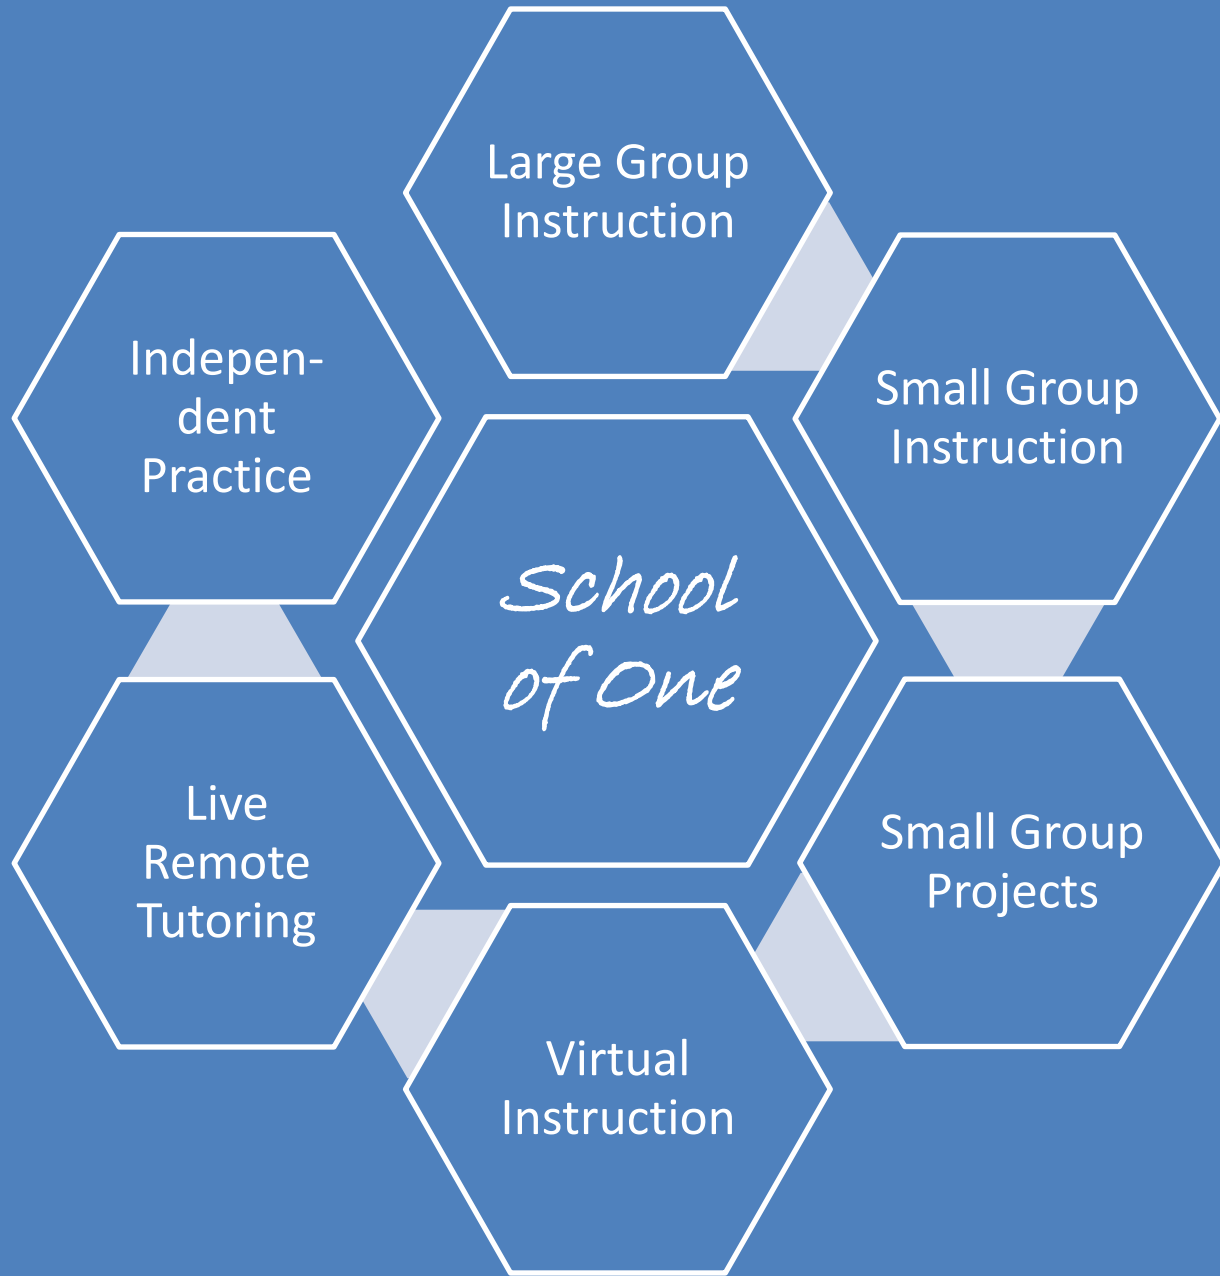 Large Group
Instruction
Small Group
Instruction
Small Group
Projects
Virtual
Instruction
Live
Remote
Tutoring
Indepen-
dent
Practice
School
of One